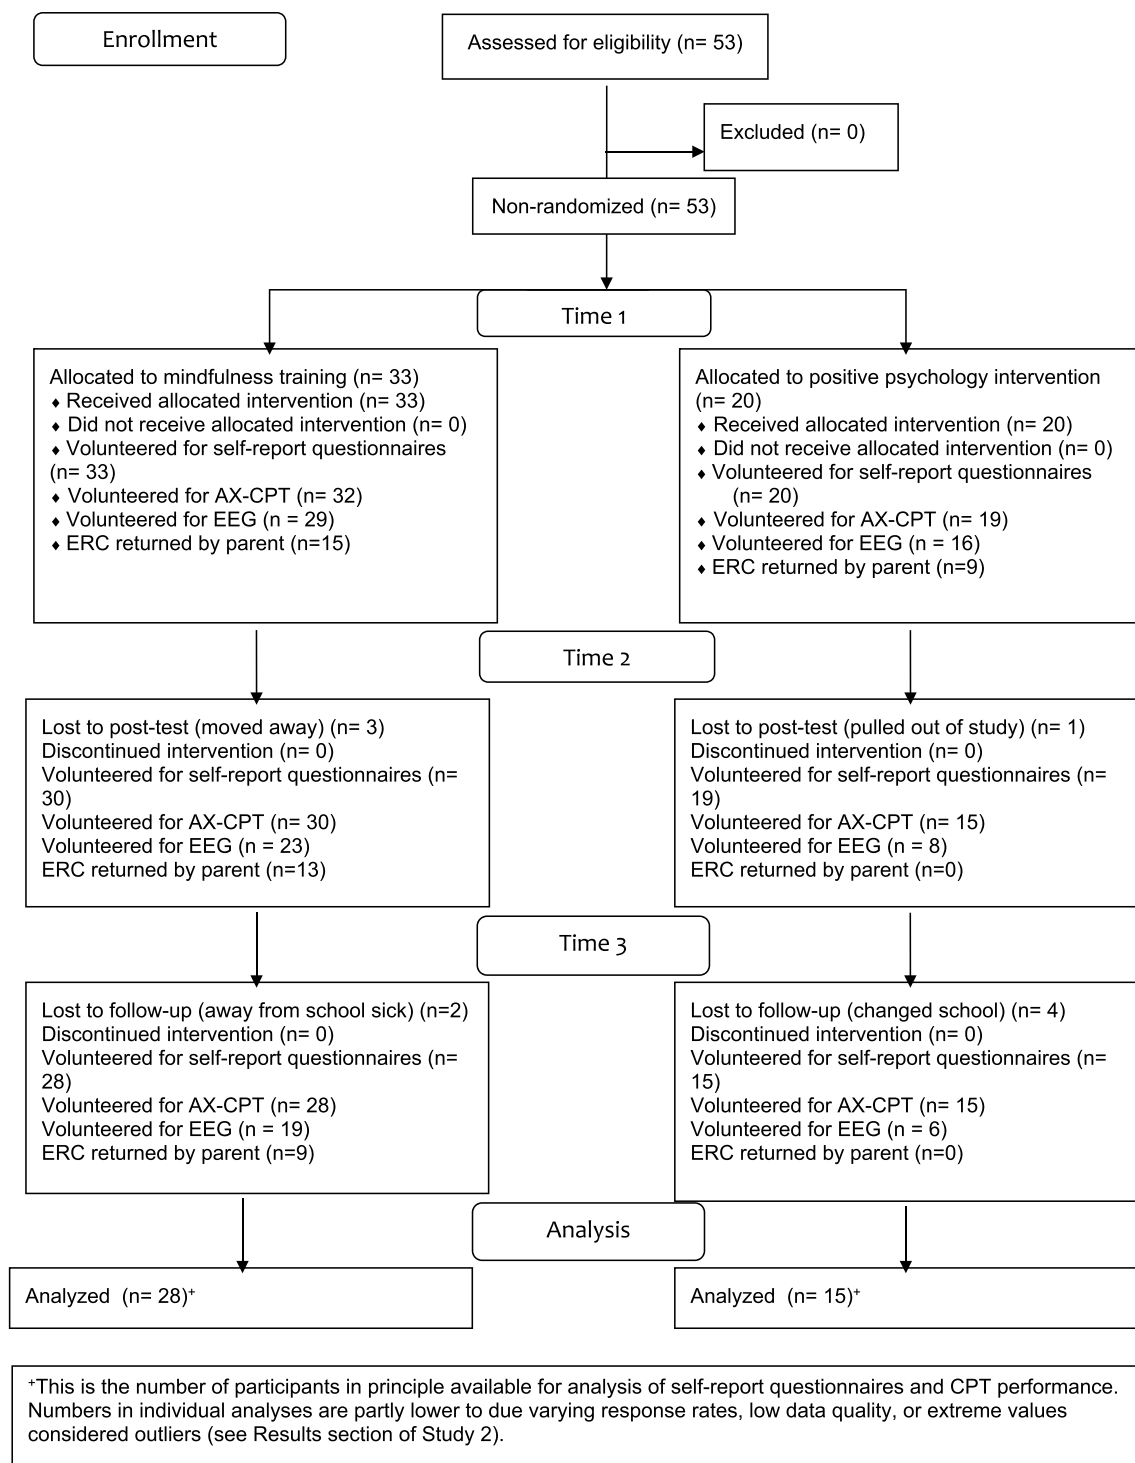 Enrollment
Assessed for eligibility (n= 53)
Excluded (n= 0)
Non-randomized (n= 53)
Time 1
Allocated to mindfulness training (n= 33)
♦ Received allocated intervention (n= 33)
♦ Did not receive allocated intervention (n= 0)
♦ Volunteered for self-report questionnaires
(n= 33)
♦ Volunteered for AX-CPT (n= 32)
♦ Volunteered for EEG (n = 29)
♦ ERC returned by parent (n=15)
Allocated to positive psychology intervention
(n= 20)
♦ Received allocated intervention (n= 20)
♦ Did not receive allocated intervention (n= 0)
♦ Volunteered for self-report questionnaires
(n= 20)
♦ Volunteered for AX-CPT (n= 19)
♦ Volunteered for EEG (n = 16)
♦ ERC returned by parent (n=9)
Time 2
Lost to post-test (moved away) (n= 3)
Discontinued intervention (n= 0)
Volunteered for self-report questionnaires (n=
30)
Volunteered for AX-CPT (n= 30)
Volunteered for EEG (n = 23)
ERC returned by parent (n=13)
Lost to post-test (pulled out of study) (n= 1)
Discontinued intervention (n= 0)
Volunteered for self-report questionnaires (n=
19)
Volunteered for AX-CPT (n= 15)
Volunteered for EEG (n = 8)
ERC returned by parent (n=0)
Time 3
Lost to follow-up (away from school sick) (n=2)
Discontinued intervention (n= 0)
Volunteered for self-report questionnaires (n=
28)
Volunteered for AX-CPT (n= 28)
Volunteered for EEG (n = 19)
ERC returned by parent (n=9)
Lost to follow-up (changed school) (n= 4)
Discontinued intervention (n= 0)
Volunteered for self-report questionnaires (n=
15)
Volunteered for AX-CPT (n= 15)
Volunteered for EEG (n = 6)
ERC returned by parent (n=0)
Analysis
Analyzed (n= 28)⁺
Analyzed (n= 15)⁺
⁺This is the number of participants in principle available for analysis of self-report questionnaires and CPT performance.
Numbers in individual analyses are partly lower to due varying response rates, low data quality, or extreme values
considered outliers (see Results section of Study 2).